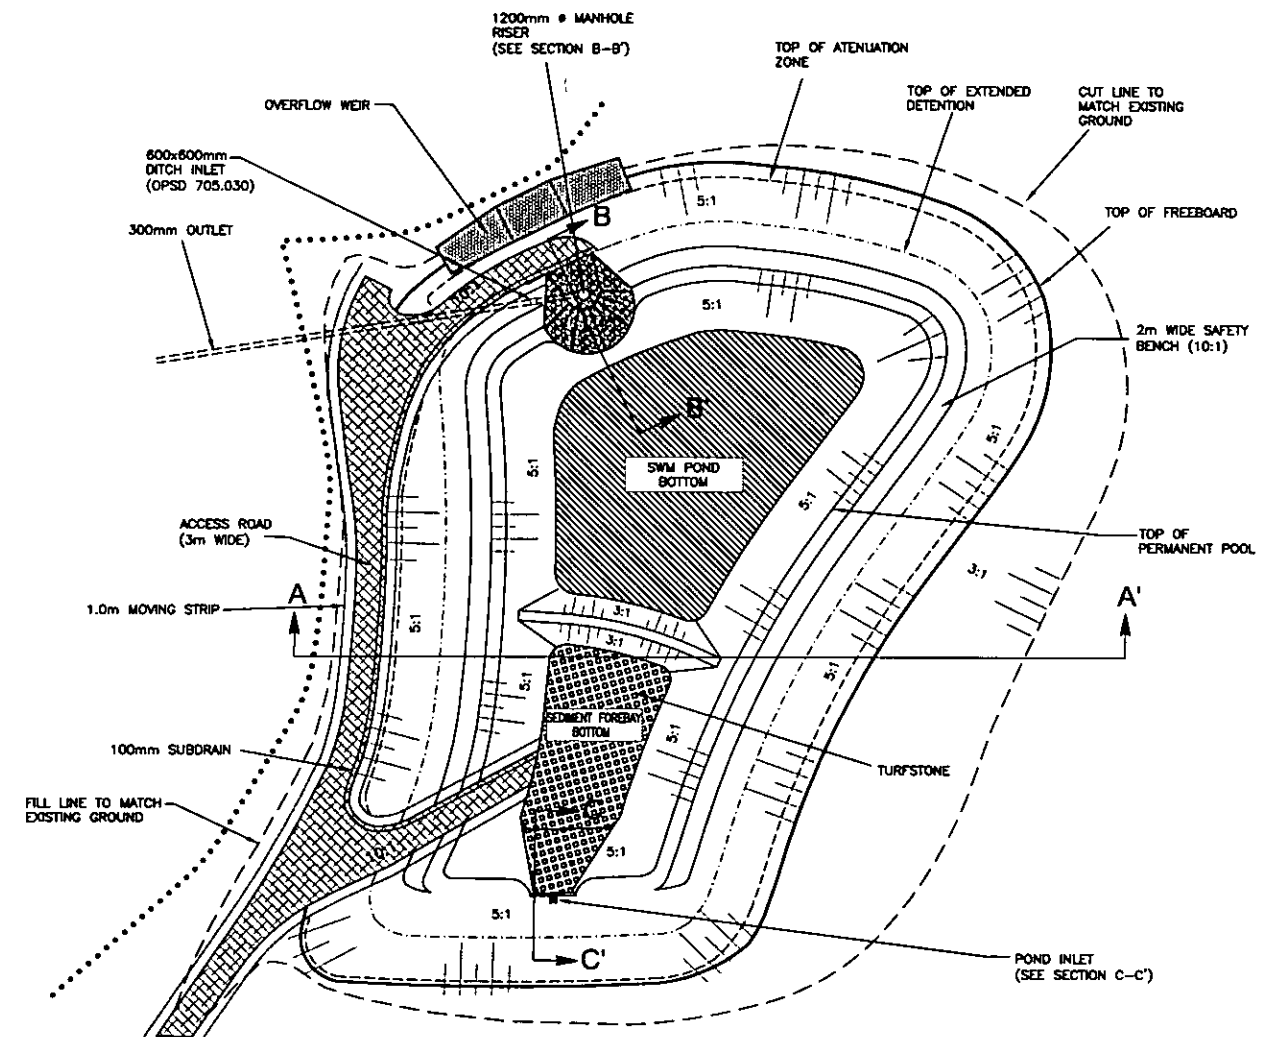 1200mm ø MANHOLE
RISER
(SEE SECTION B-B')
TOP OF ATENUATION
ZONE
OVERFLOW WEIR
TOP OF EXTENDED
DETENTION
CUT LINE TO
MATCH EXISTING
GROUND
600x600mm
DITCH INLET
(OPSD 705.030)
300mm OUTLET
B
5:1
TOP OF FREEBOARD
10:1
5:1
2m WIDE SAFETY
BENCH (10:1)
B'
5:1
SWM POND
BOTTOM
5:1
5:1
ACCESS ROAD
(3m WIDE)
TOP OF
PERMANENT POOL
3:1
A
1.0m MOVING STRIP
5:1
3:1
3:1
A'
5:1
5:1
SEDIMENT FOREBAY
BOTTOM
5:1
100mm SUBDRAIN
TURFSTONE
FILL LINE TO MATCH
EXISTING GROUND
10:1
5:1
5:1
C'
POND INLET
(SEE SECTION C-C')